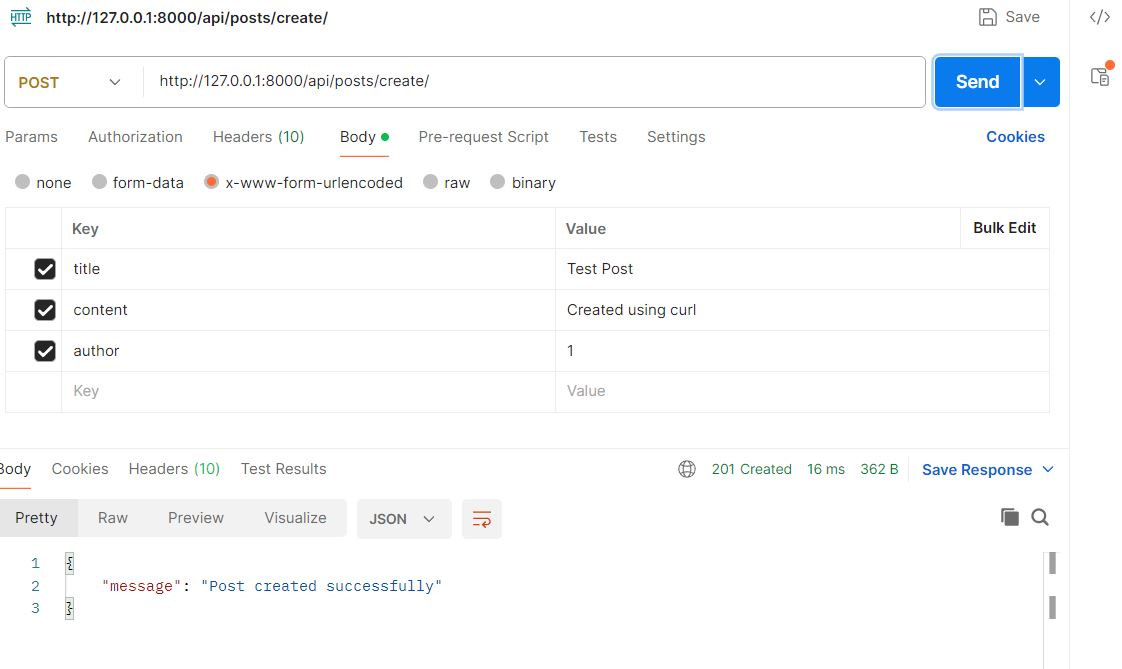 HTTP http://127.0.0.1:8000/api/posts/create/ Save </>
POST http://127.0.0.1:8000/api/posts/create/ Send
Params Authorization Headers (10) Body Pre-request Script Tests Settings Cookies
none form-data x-www-form-urlencoded raw binary
Key Value Bulk Edit
title Test Post
content Created using curl
author 1
Key Value
Body Cookies Headers (10) Test Results 201 Created 16 ms 362 B Save Response
Pretty Raw Preview Visualize JSON
1 {
2 "message": "Post created successfully"
3 }